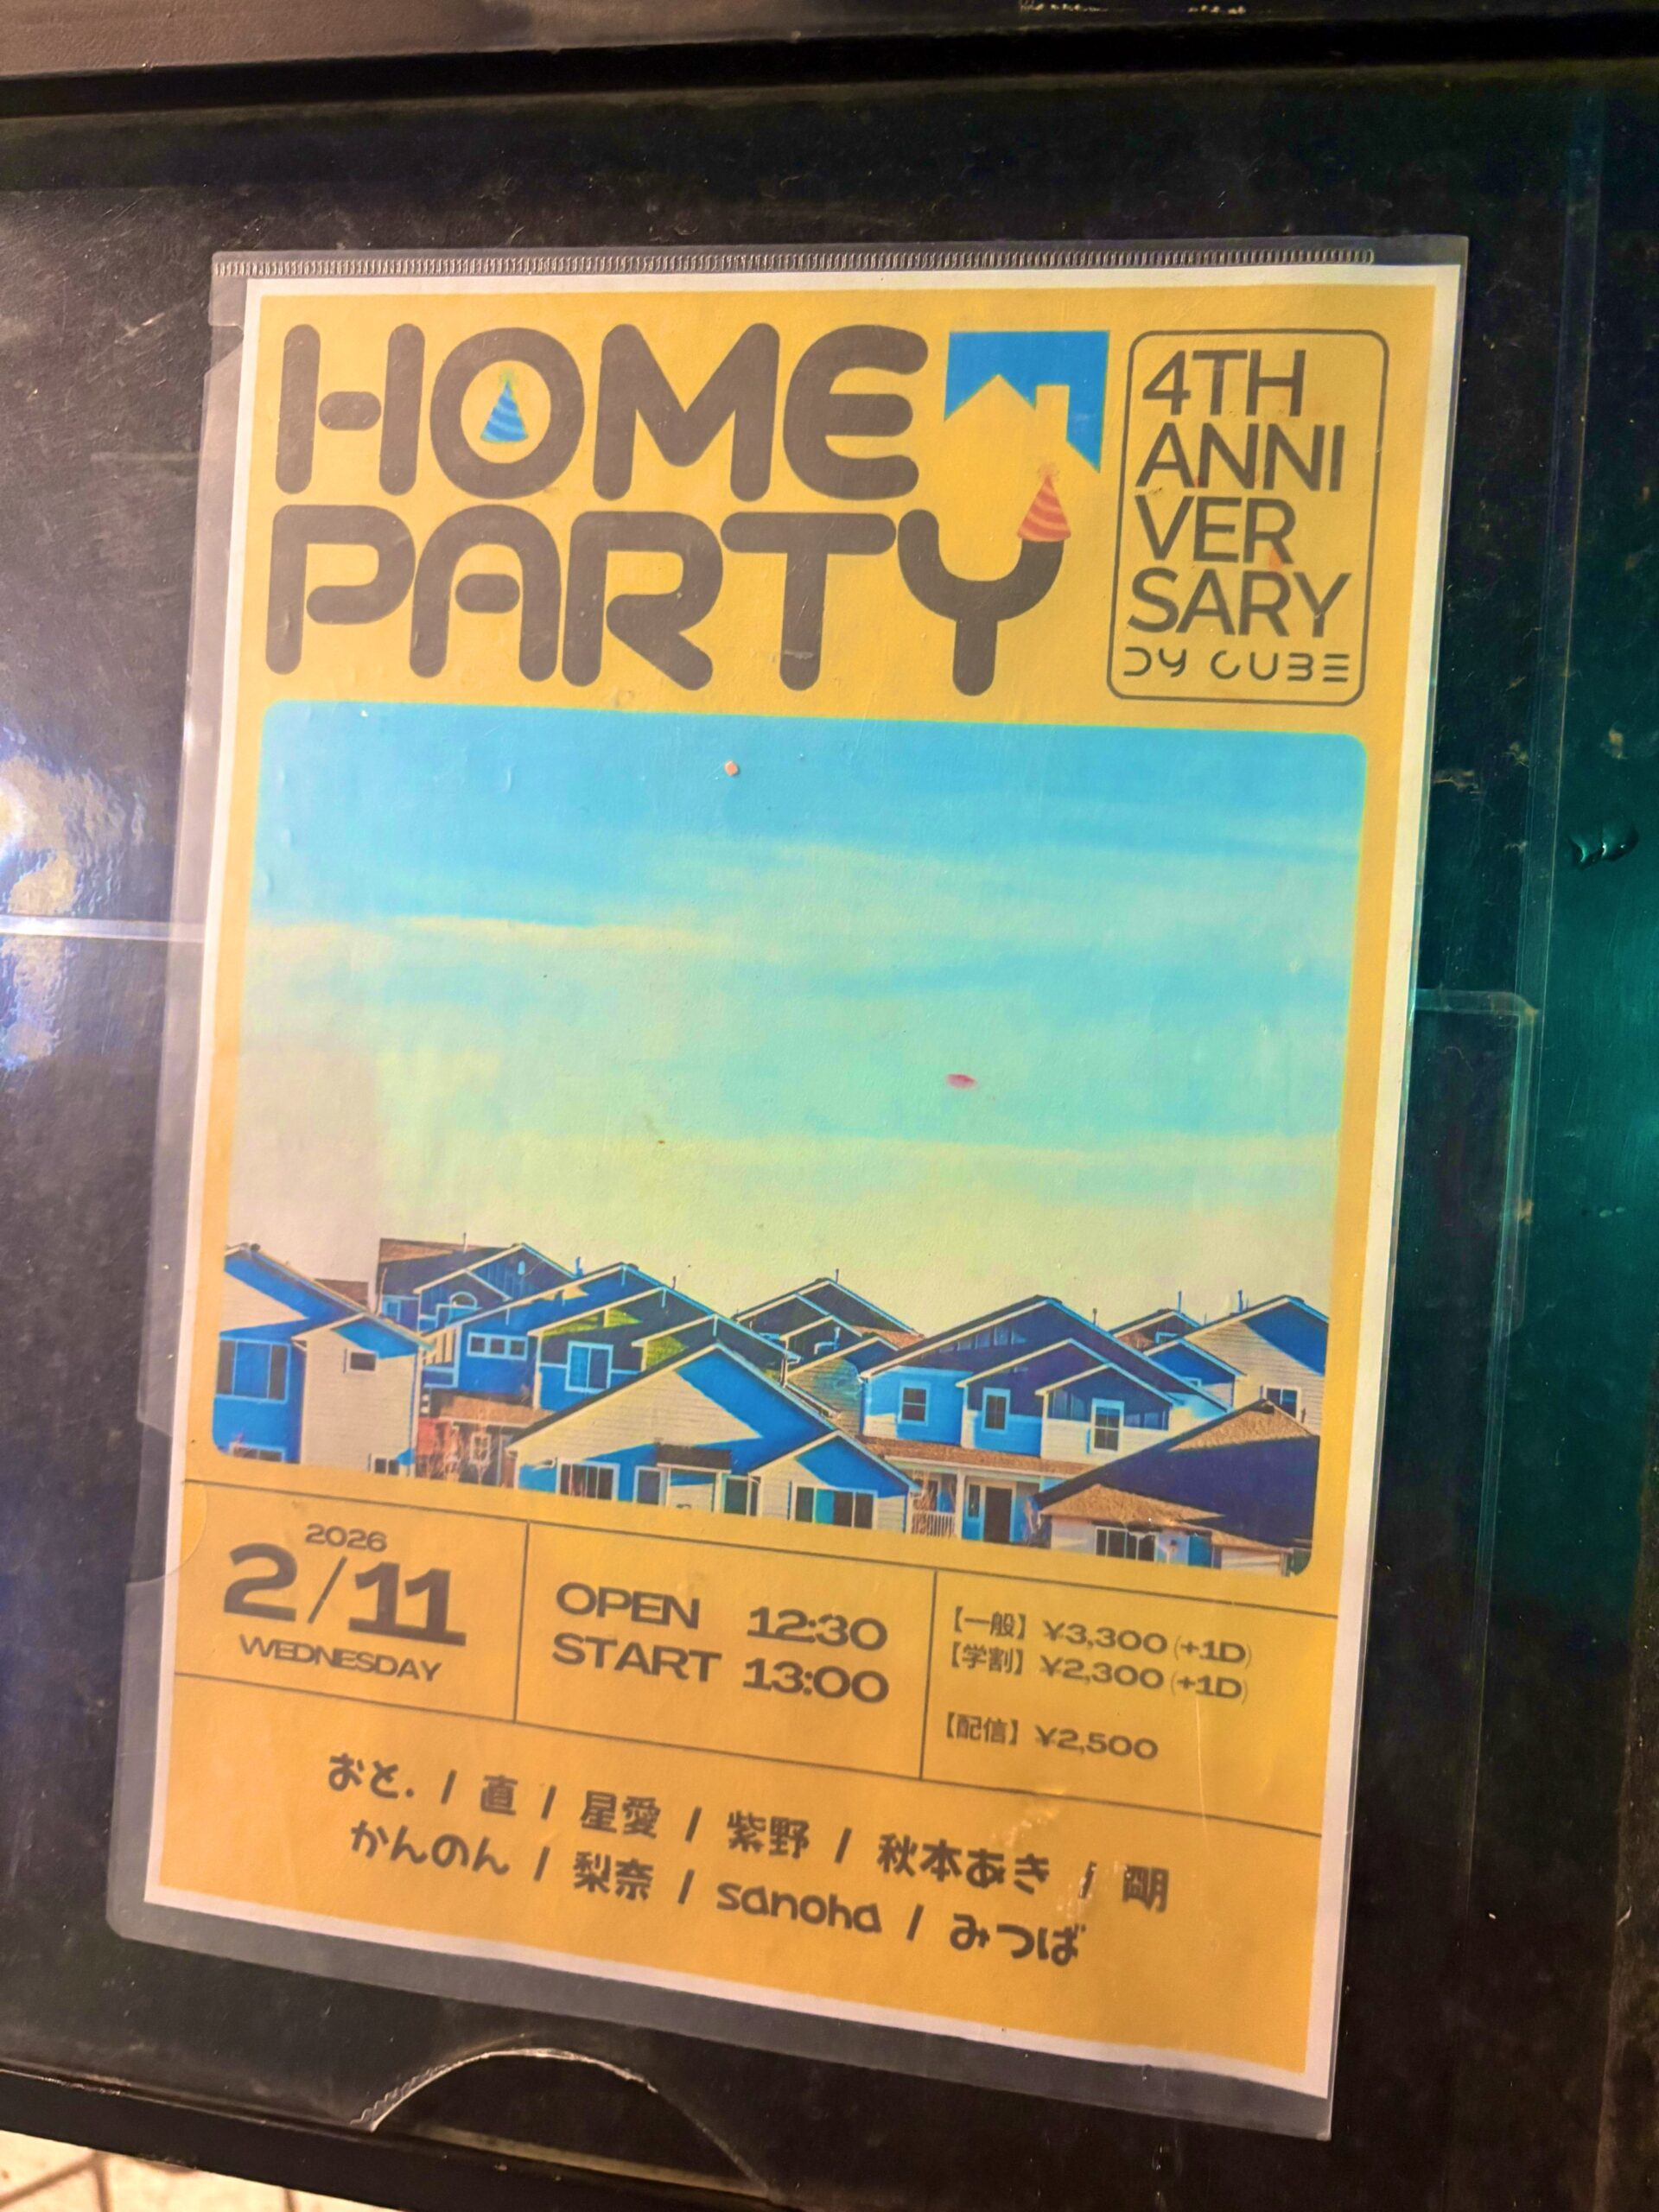 HOME
PARTY
4TH
ANNI
VER
SARY
DY CUBE
2026
2/11
WEDNESDAY
OPEN 12:30
START 13:00
【一般】 ¥3,300 (+1D)
【学割】 ¥2,300 (+1D)
【配信】 ¥2,500
おと. / 直 / 星愛 / 紫野 / 秋本あき /
かんのん / 梨奈 / sanoha / みつば